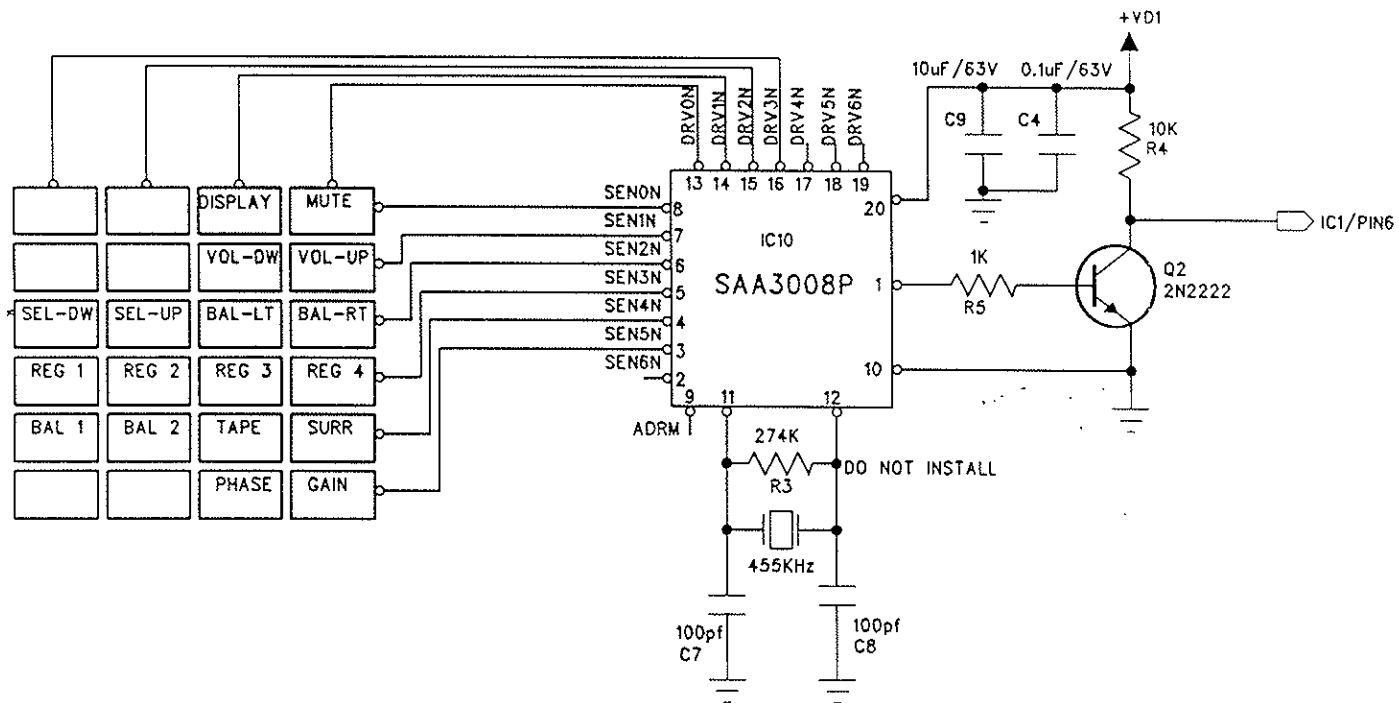 +VD1
10uF/63V
0.1uF/63V
C9
C4
10K
R4
DRV0N
DRV1N
DRV2N
DRV3N
DRV4N
DRV5N
DRV6N
13
14
15
16
17
18
19
20
DISPLAY
MUTE
SEN0N
8
SEN1N
7
IC10
IC1/PIN6
VOL-DW
VOL-UP
SEN2N
6
SAA3008P
1
1K
R5
Q2
2N2222
SEN3N
5
SEL-DW
SEL-UP
BAL-LT
BAL-RT
SEN4N
4
SEN5N
3
REG 1
REG 2
REG 3
REG 4
SEN6N
2
10
9
11
12
BAL 1
BAL 2
TAPE
SURR
ADRM
274K
R3
DO NOT INSTALL
PHASE
GAIN
455KHz
100pf
C7
100pf
C8